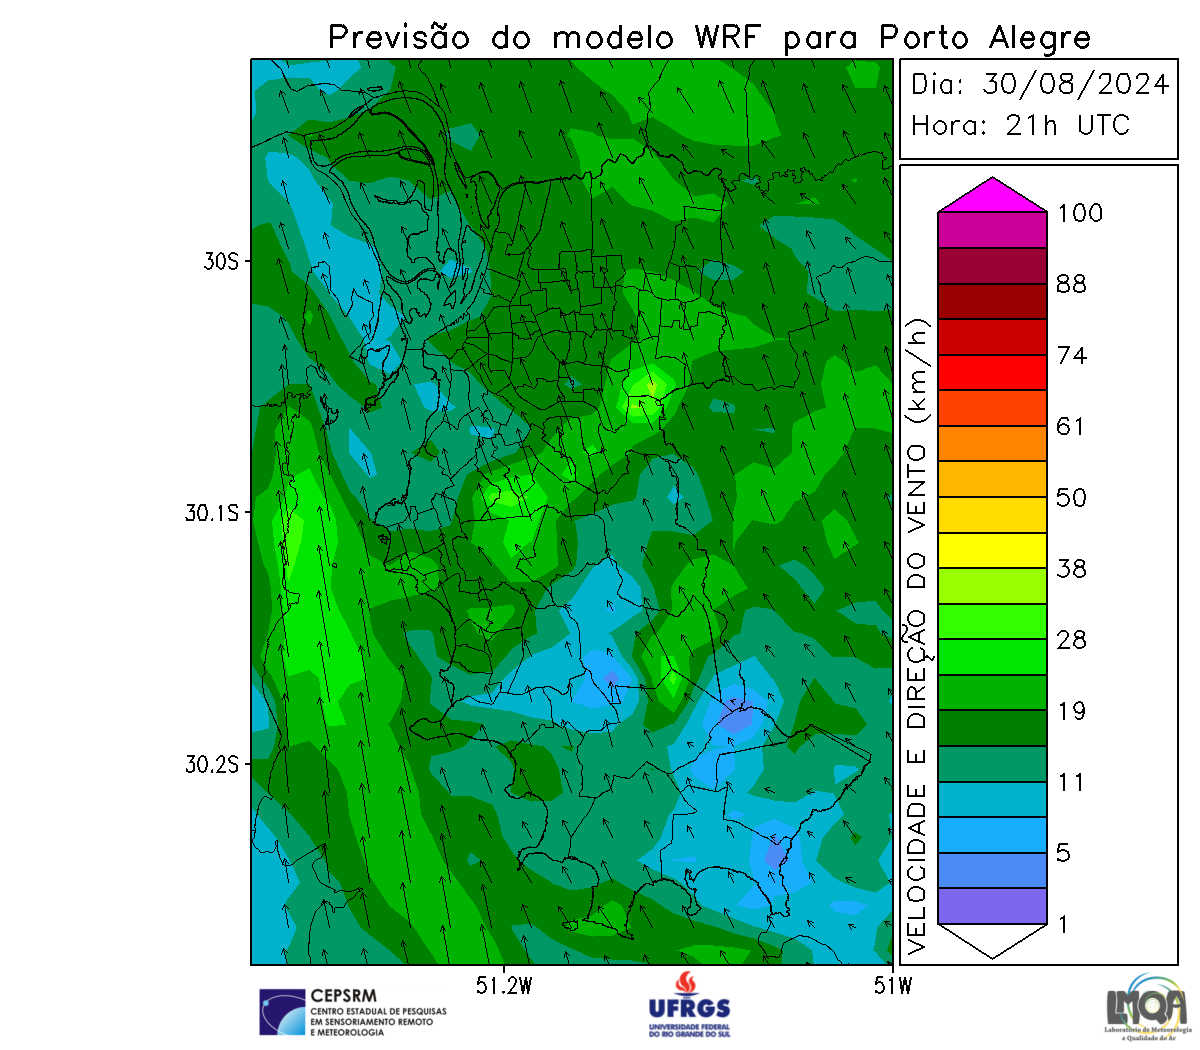 Previsão do modelo WRF para Porto Alegre
Dia: 30/08/2024
Hora: 21h UTC
30S
30.1S
30.2S
51.2W
51W
VELOCIDADE E DIREÇÃO DO VENTO (km/h)
100
88
74
61
50
38
28
19
11
5
1
CEPSRM
CENTRO ESTADUAL DE PESQUISAS
EM SENSORIAMENTO REMOTO
E METEOROLOGIA
UFRGS
UNIVERSIDADE FEDERAL
DO RIO GRANDE DO SUL
LMQA
Laboratório de Meteorologia
e Qualidade do Ar